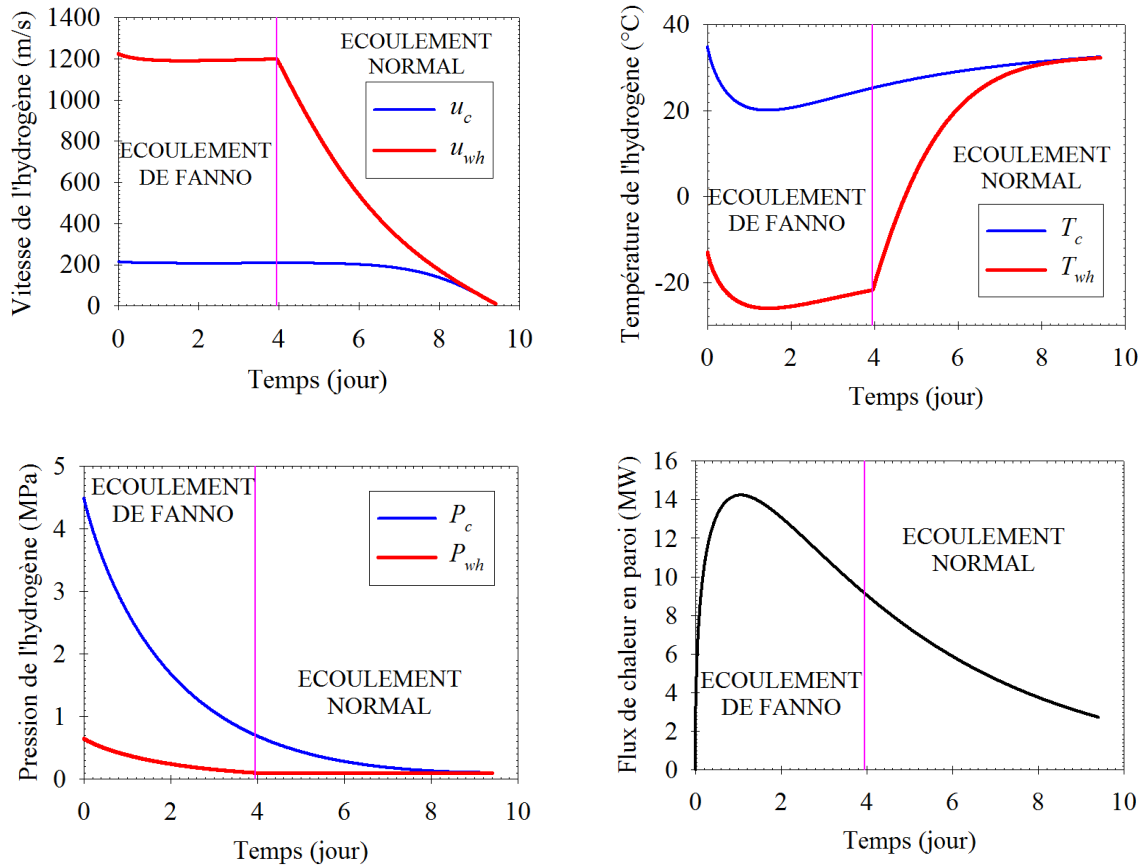 Vitesse de l'hydrogène (m/s)
1400
1200
1000
800
600
400
200
0
ECOULEMENT
NORMAL
u_c
u_wh
ECOULEMENT
DE FANNO
0 2 4 6 8 10
Temps (jour)
Température de l'hydrogène (°C)
40
20
0
-20
ECOULEMENT
DE FANNO
ECOULEMENT
NORMAL
T_c
T_wh
0 2 4 6 8 10
Temps (jour)
Pression de l'hydrogène (MPa)
5
4
3
2
1
0
ECOULEMENT
DE FANNO
P_c
P_wh
ECOULEMENT
NORMAL
0 2 4 6 8 10
Temps (jour)
Flux de chaleur en paroi (MW)
16
14
12
10
8
6
4
2
0
ECOULEMENT
NORMAL
ECOULEMENT
DE FANNO
0 2 4 6 8 10
Temps (jour)